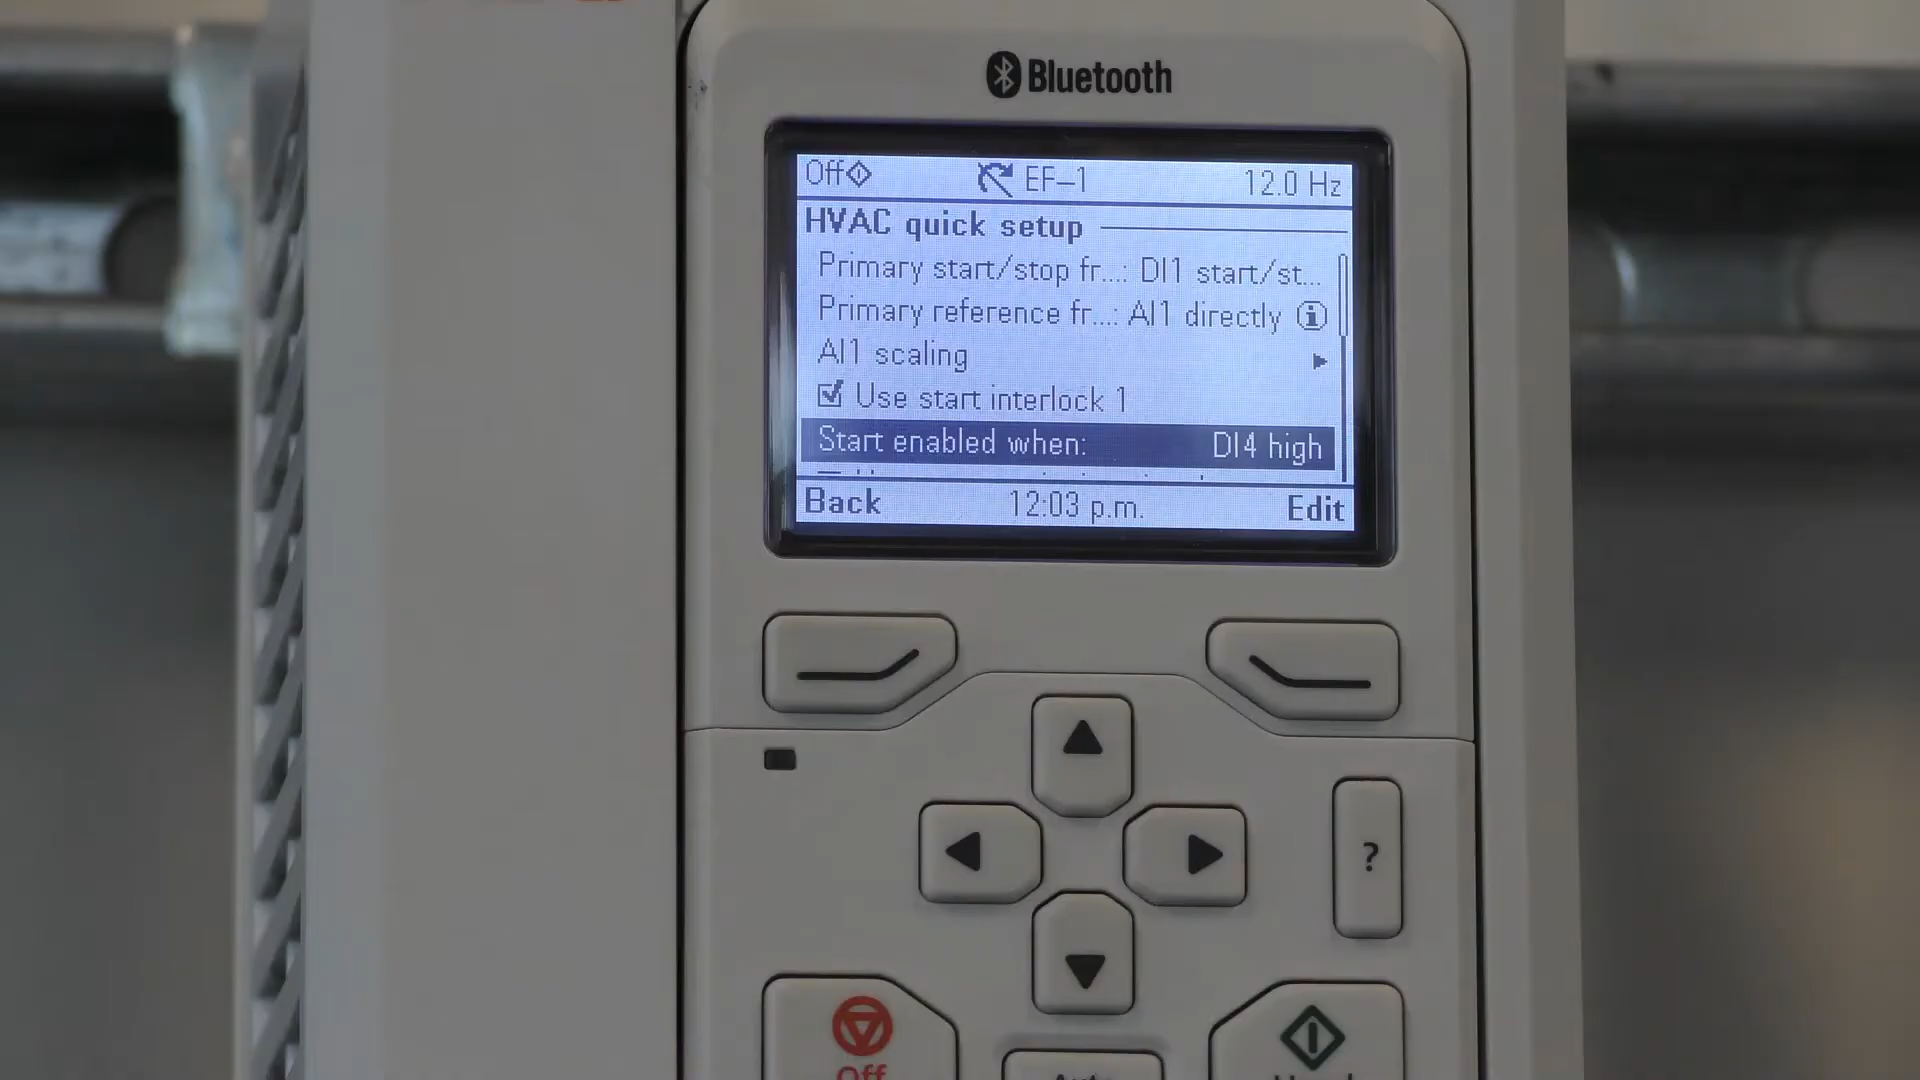 Bluetooth
Off EF-1 12.0 Hz
HVAC quick setup
Primary start/stop fr...: DI1 start/st...
Primary reference fr...: AI1 directly
AI1 scaling
Use start interlock 1
Start enabled when: DI4 high
Back 12:03 p.m. Edit
?
Off